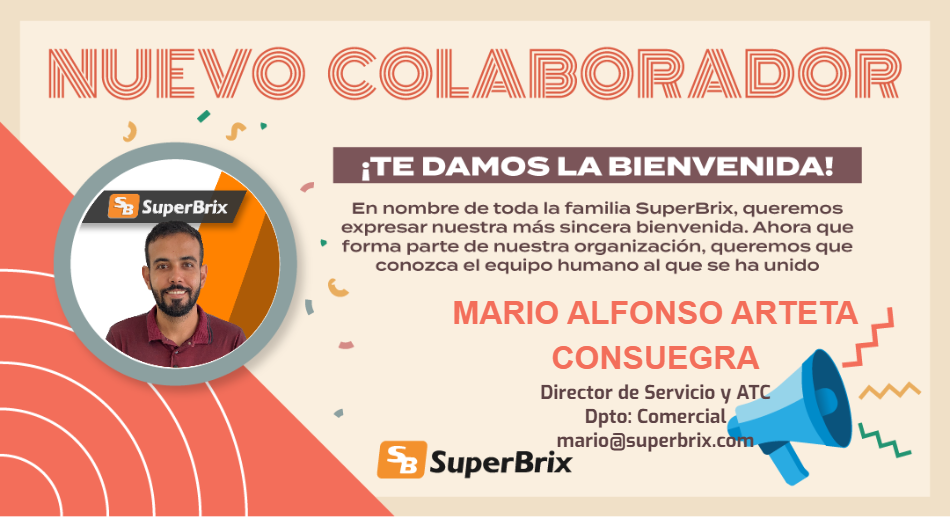 NUEVO COLABORADOR
¡TE DAMOS LA BIENVENIDA!
SB SuperBrix
En nombre de toda la familia SuperBrix, queremos
expresar nuestra más sincera bienvenida. Ahora que
forma parte de nuestra organización, queremos que
conozca el equipo humano al que se ha unido
MARIO ALFONSO ARTETA
CONSUEGRA
Director de Servicio y ATC
Dpto: Comercial
mario@superbrix.com
SB SuperBrix